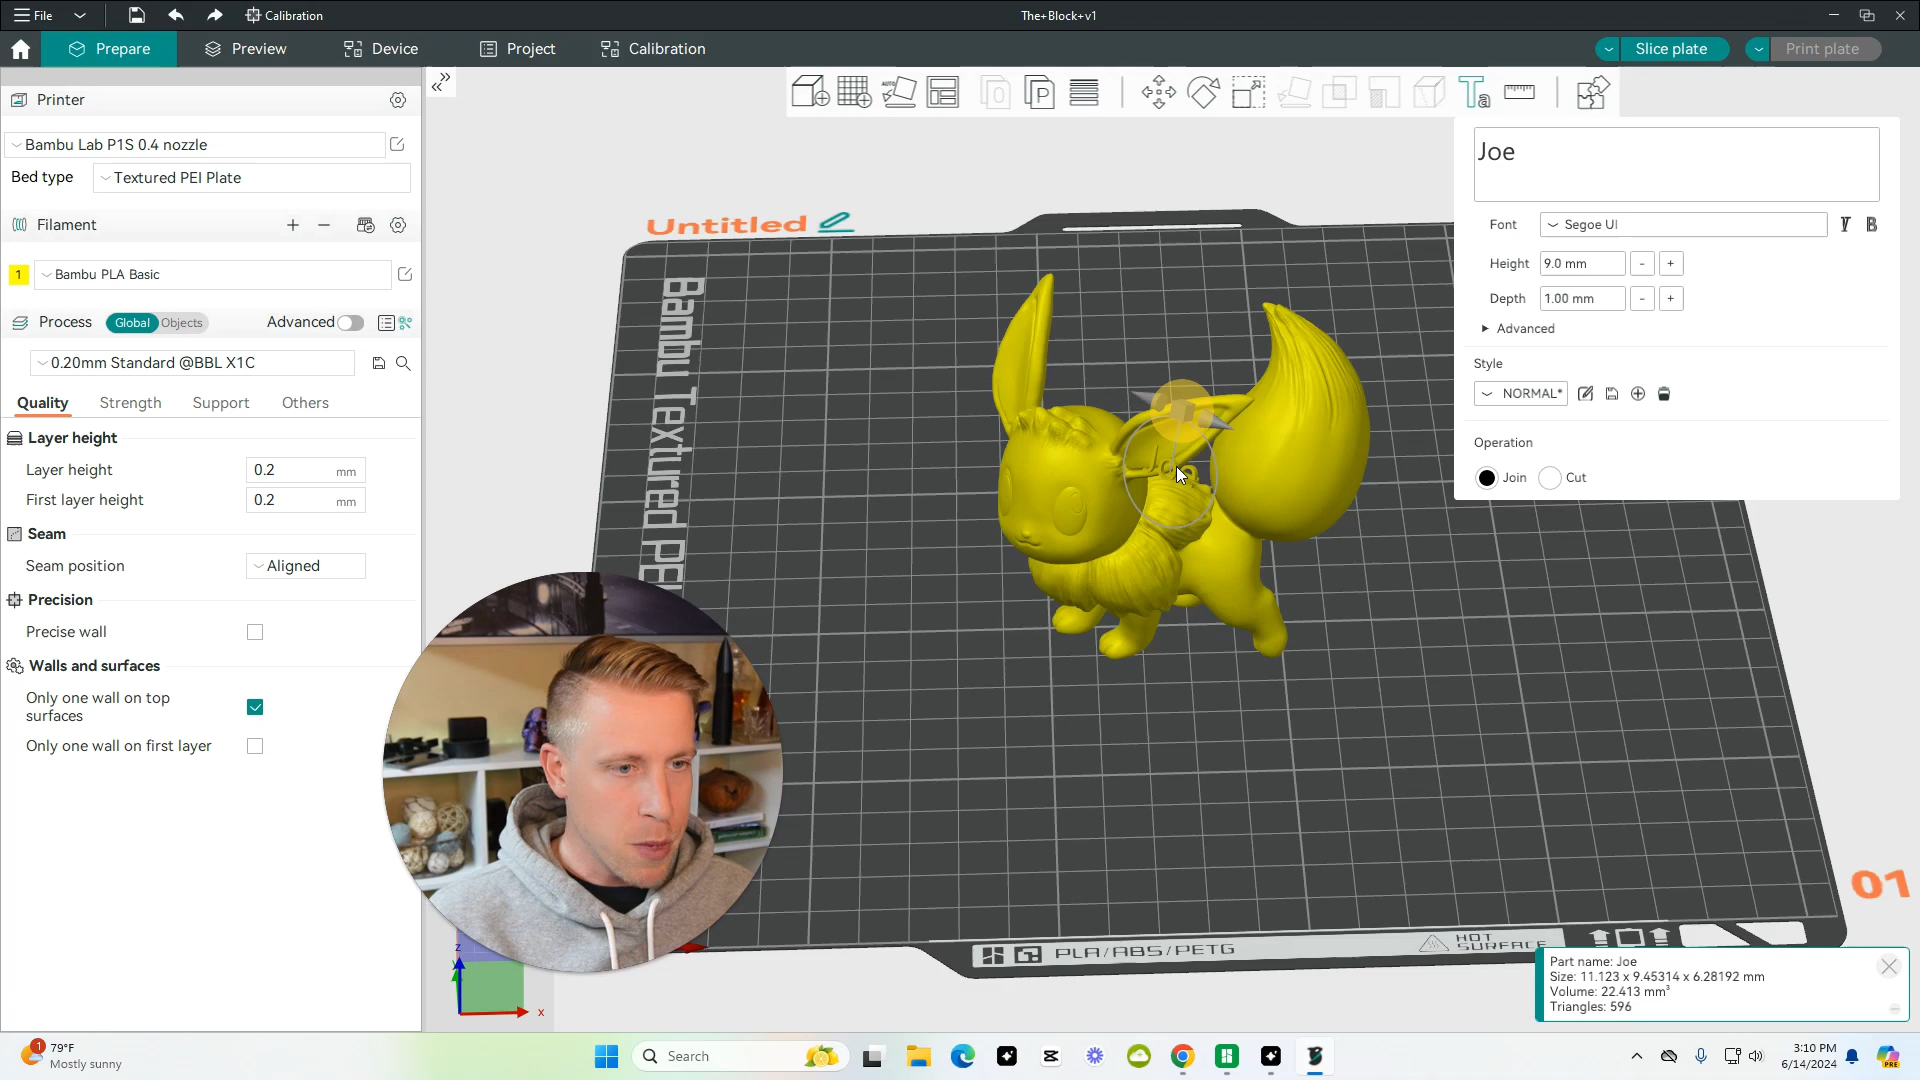 File
Calibration
The+Block+v1
Prepare
Preview
Device
Project
Calibration
Slice plate
Print plate
Printer
Bambu Lab P1S 0.4 nozzle
Bed type
Textured PEI Plate
Filament
1
Bambu PLA Basic
Process
Global
Objects
Advanced
0.20mm Standard @BBL X1C
Quality
Strength
Support
Others
Layer height
Layer height
0.2 mm
First layer height
0.2 mm
Seam
Seam position
Aligned
Precision
Precise wall
Walls and surfaces
Only one wall on top
surfaces
Only one wall on first layer
Untitled
Bambu Textured PEI
Joe
Font
Segoe UI
B
Height
9.0 mm
-
+
Depth
1.00 mm
-
+
Advanced
Style
NORMAL*
Operation
Join
Cut
01
PLA/ABS/PETG
HOT
SURFACE
Part name: Joe
Size: 11.123 x 9.45314 x 6.28192 mm
Volume: 22.413 mm³
Triangles: 596
z
x
1
79°F
Mostly sunny
Search
3:10 PM
6/14/2024
PRE